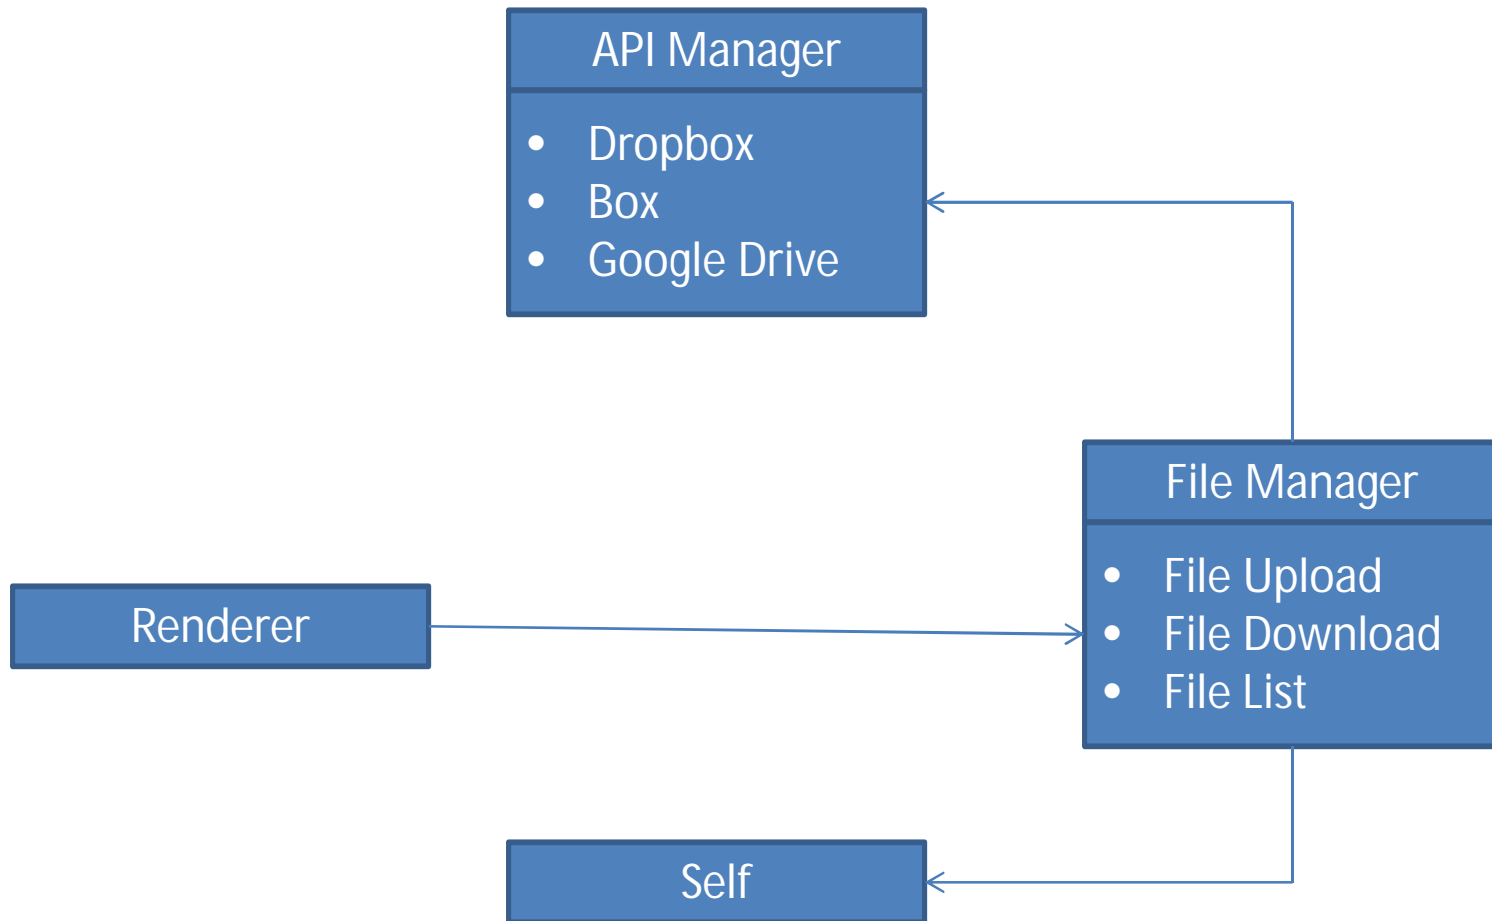 API Manager
• Dropbox
• Box
• Google Drive
File Manager
• File Upload
• File Download
• File List
Renderer
Self